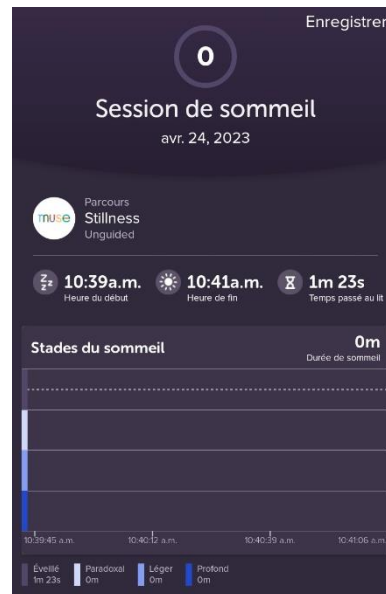 Enregistrer
0
Session de sommeil
avr. 24, 2023
muse
Parcours
Stillness
Unguided
10:39a.m.
Heure du début
10:41a.m.
Heure de fin
1m 23s
Temps passé au lit
Stades du sommeil
0m
Durée de sommeil
10:39:45 a.m. 10:40:12 a.m. 10:40:39 a.m. 10:41:06 a.m.
Éveillé Paradoxal Léger Profond
1m 23s 0m 0m 0m